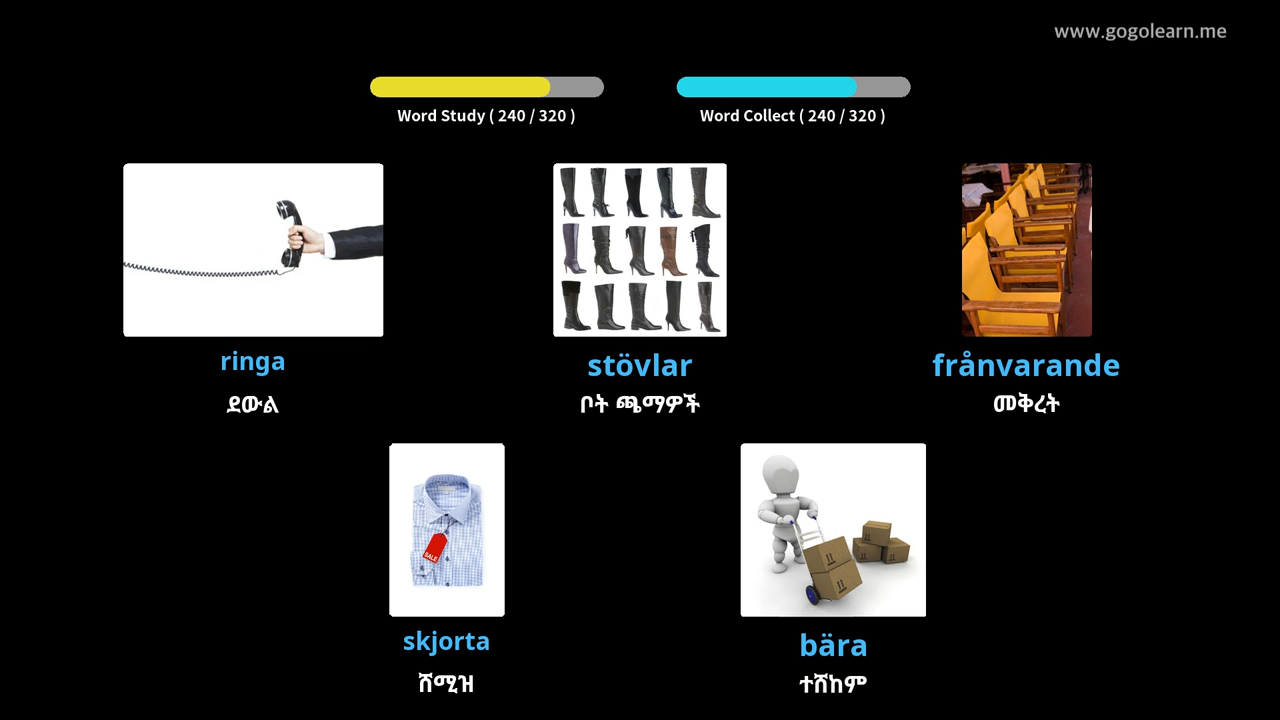 www.gogolearn.me
Word Study ( 240 / 320 )
Word Collect ( 240 / 320 )
ringa
ደውል
stövlar
ቦት ጫማዎች
frånvarande
መቅረት
SALE
skjorta
ሸሚዝ
bära
ተሸከም